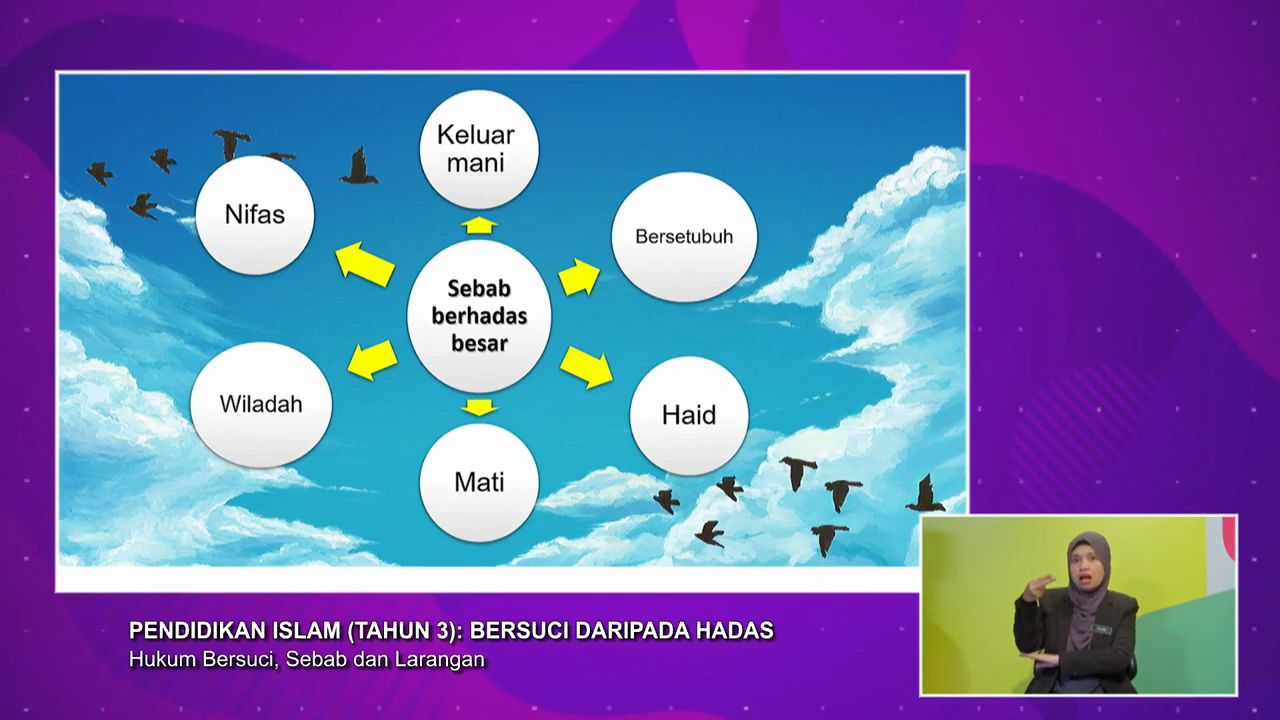 Keluar
mani
Nifas
Bersetubuh
Sebab
berhadas
besar
Wiladah
Haid
Mati
PENDIDIKAN ISLAM (TAHUN 3): BERSUCI DARIPADA HADAS
Hukum Bersuci, Sebab dan Larangan